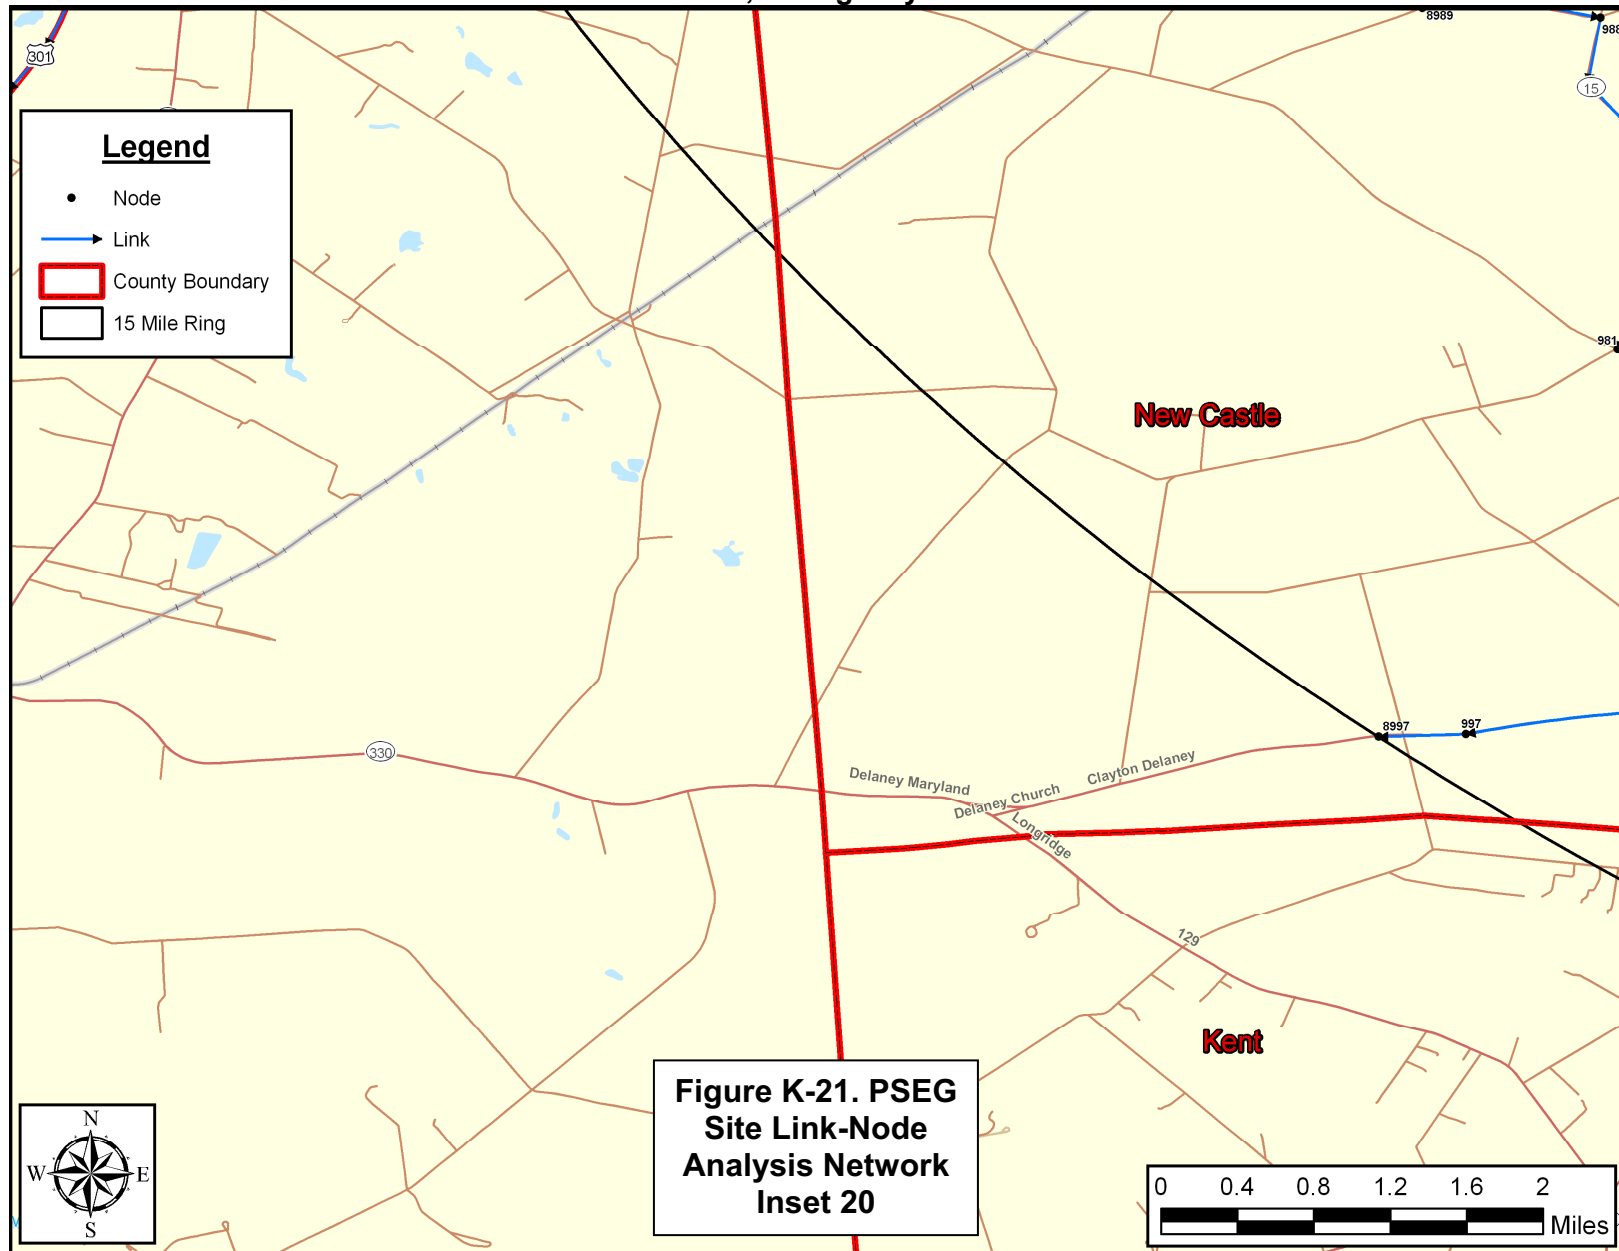 8989
988
301
15
Legend
Node
Link
County Boundary
15 Mile Ring
981
New Castle
8997
997
330
Delaney Maryland
Delaney Church
Clayton Delaney
Longridge
129
Kent
Figure K-21. PSEG
Site Link-Node
Analysis Network
Inset 20
N
W E
S
0 0.4 0.8 1.2 1.6 2
Miles